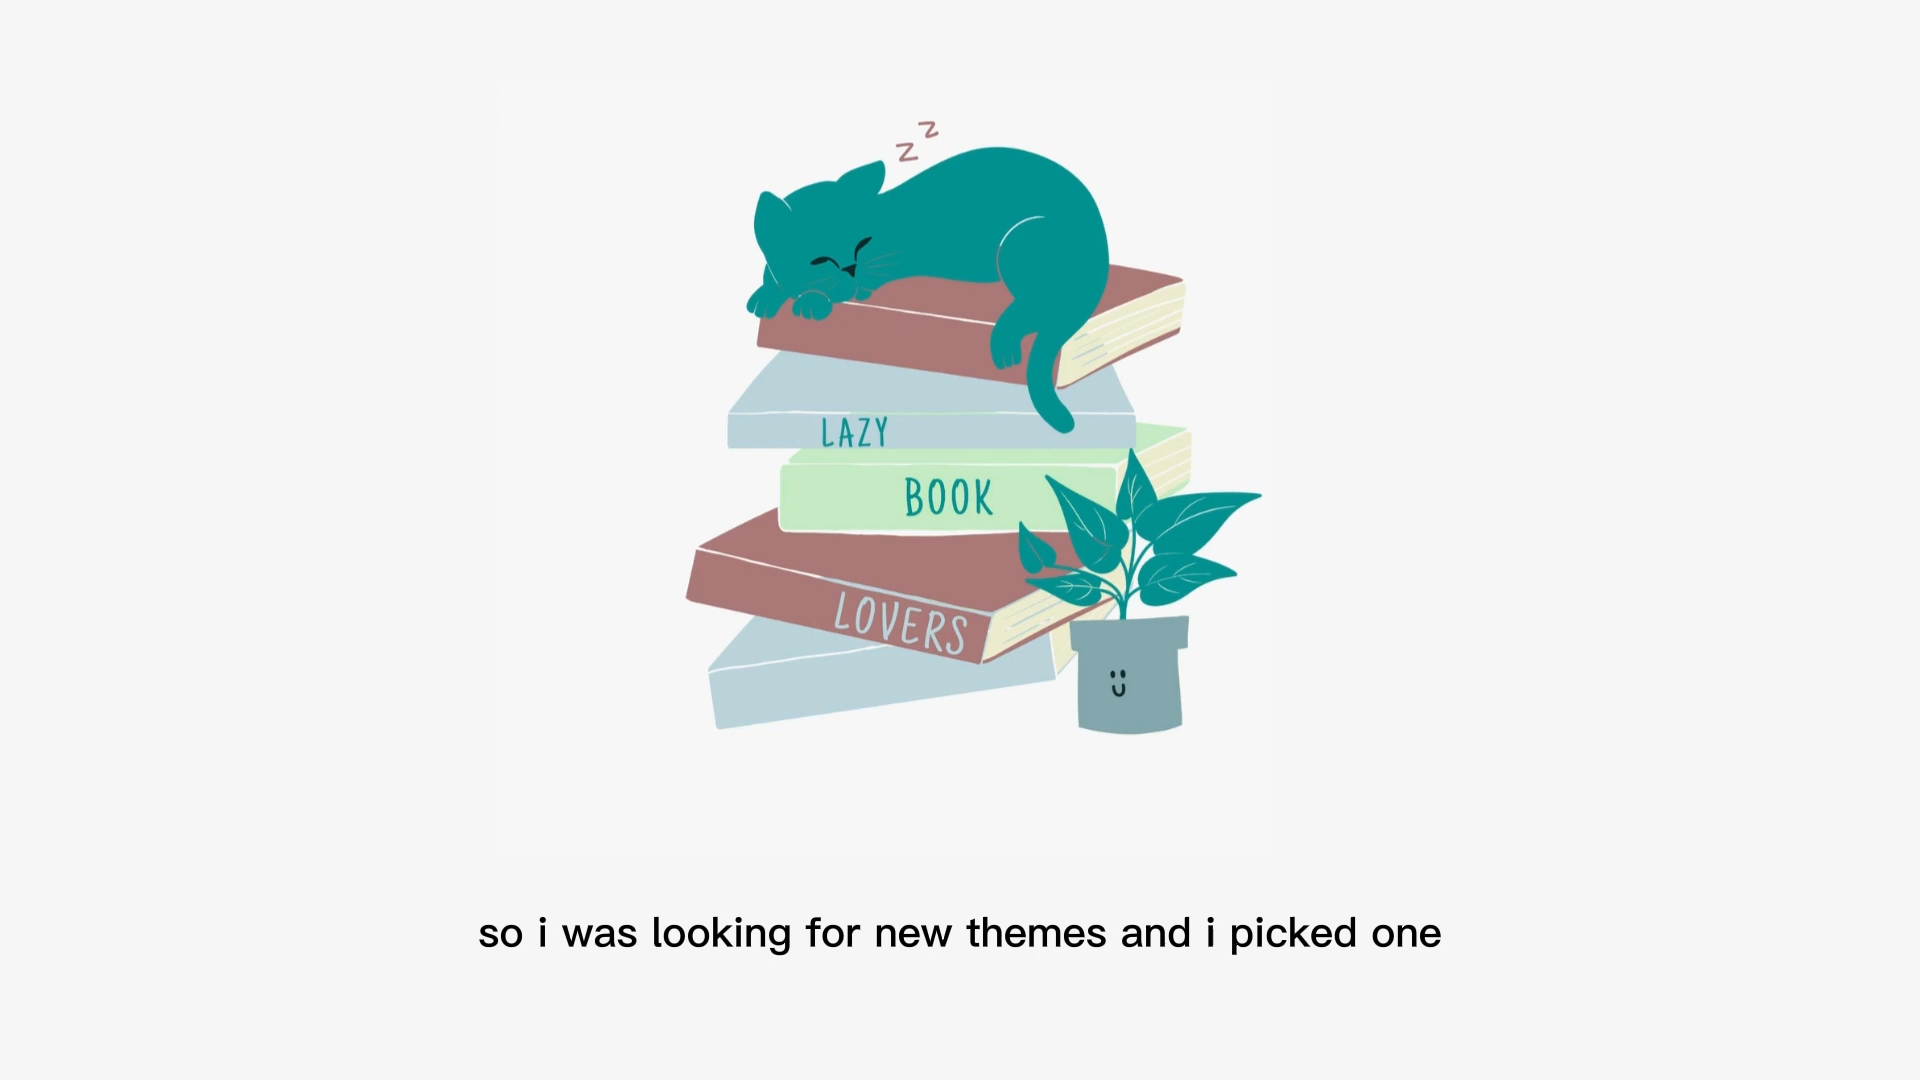 z
z
LAZY
BOOK
LOVERS
so i was looking for new themes and i picked one